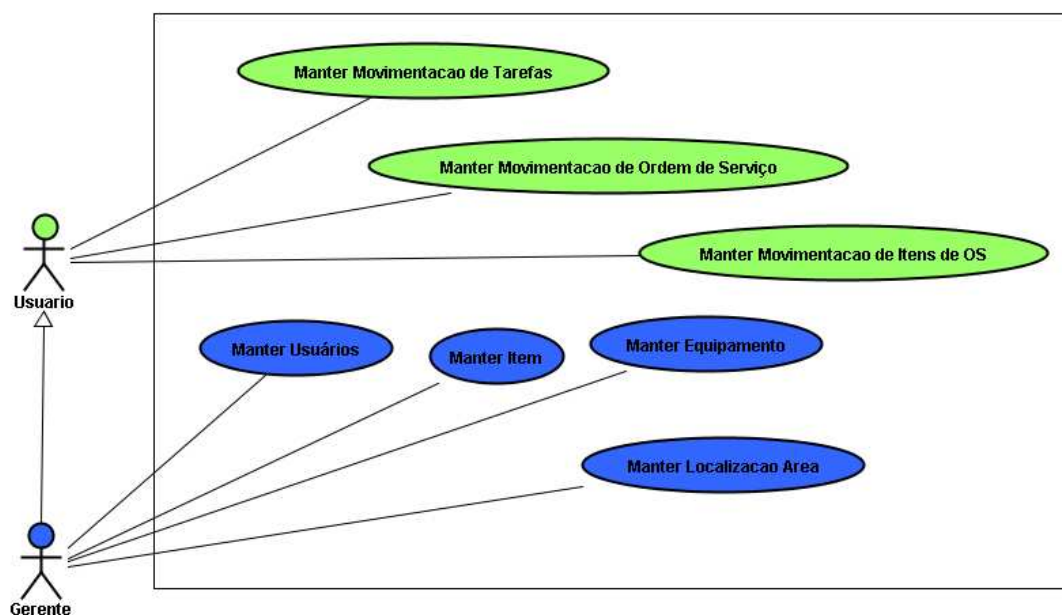 Manter Movimentacao de Tarefas
Manter Movimentacao de Ordem de Serviço
Manter Movimentacao de Itens de OS
Usuario
Manter Usuários
Manter Item
Manter Equipamento
Manter Localizacao Area
Gerente